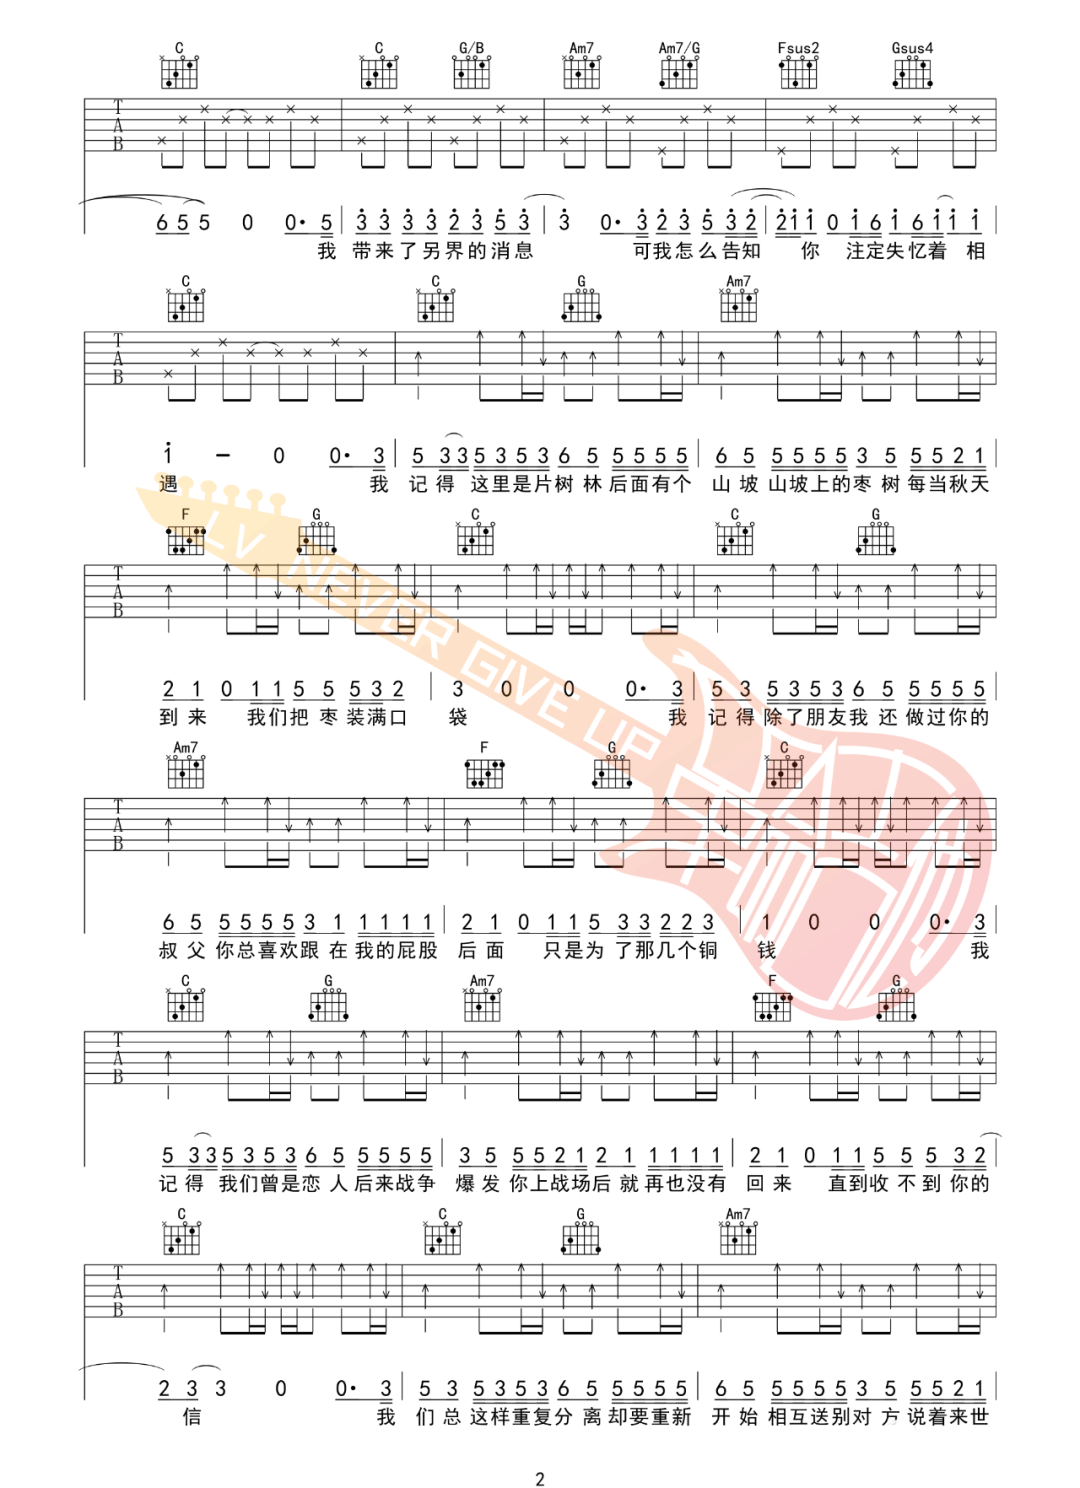 C C G/B Am7 Am7/G Fsus2 Gsus4
T A B
6 5 5 0 0· 5 3 3 3 3 2 3 5 3 3 0· 3 2 3 5 3 2 2 1 1 0 1 6 1 6 1 1 1
我 带来了另界的消息 可我怎么告知 你 注定失忆着 相
C C G Am7
T A B
1 - 0 0· 3 5 3 3 5 3 5 3 6 5 5 5 5 5 6 5 5 5 5 5 3 5 5 5 2 1
遇 我 记得 这里是片树林后面有个 山坡 山坡上的枣树每当秋天
F G C C G
T A B
2 1 0 1 1 5 5 5 3 2 3 0 0 0· 3 5 3 5 3 5 3 6 5 5 5 5 5
到来 我们把枣装满口 袋 我 记得除了朋友我还做过你的
Am7 F G C
T A B
6 5 5 5 5 5 3 1 1 1 1 1 2 1 0 1 1 5 3 3 2 2 3 1 0 0 0· 3
叔父你总喜欢跟在我的屁股 后面 只是为了那几个铜 钱 我
C G Am7 F G
T A B
5 3 3 5 3 5 3 6 5 5 5 5 5 3 5 5 5 2 1 2 1 1 1 1 1 2 1 0 1 1 5 5 5 3 2
记得 我们曾是恋人后来战争 爆发你上战场后就再也没有 回来 直到收不到你的
C C G Am7
T A B
2 3 3 0 0· 3 5 3 5 3 5 3 6 5 5 5 5 5 6 5 5 5 5 5 3 5 5 5 2 1
信 我 们总这样重复分离却要重新 开始相互送别对方说着来世
LV NEVER GIVE UP
2